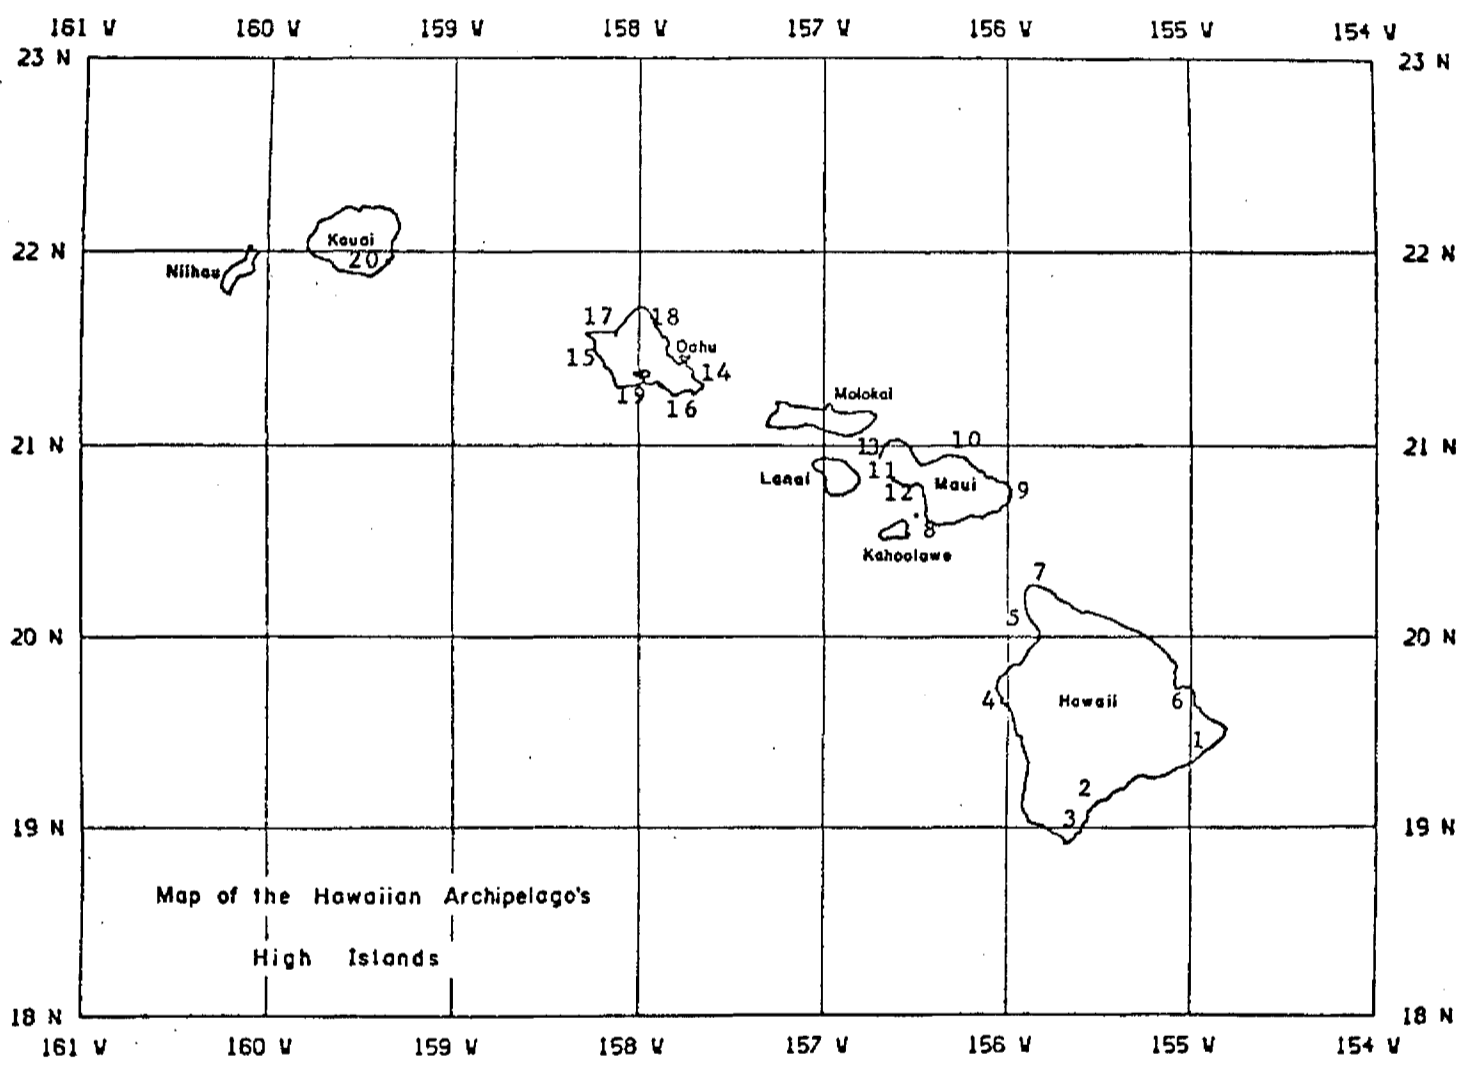 161 W 160 W 159 W 158 W 157 W 156 W 155 W 154 W
23 N 23 N
Kauai
22 N 20 22 N
Niihau
17 18
Oahu
15 14
19 16
Molokai
21 N 13 10 21 N
11
Lanai 12 Maui 9
8
Kahoolawe
7
5
20 N 20 N
4 Hawaii 6
1
2
3
19 N 19 N
Map of the Hawaiian Archipelago's
High Islands
18 N 18 N
161 W 160 W 159 W 158 W 157 W 156 W 155 W 154 W